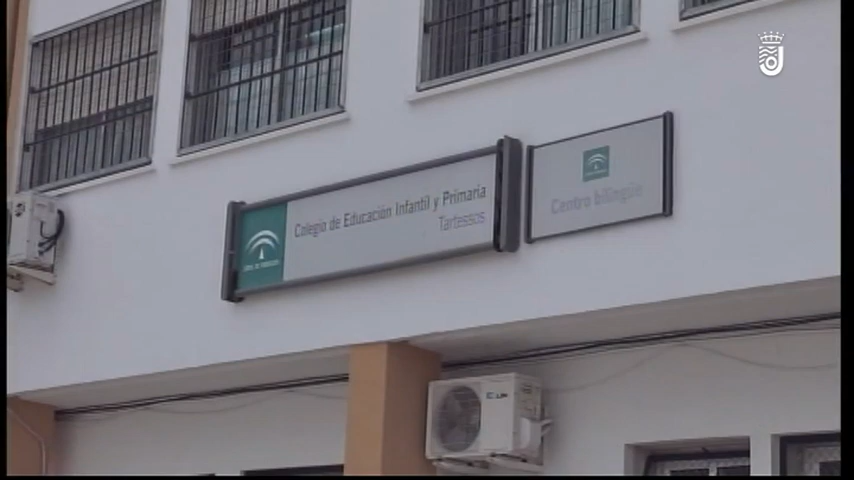 Colegio de Educación Infantil y Primaria
Tartessos
Centro bilingüe